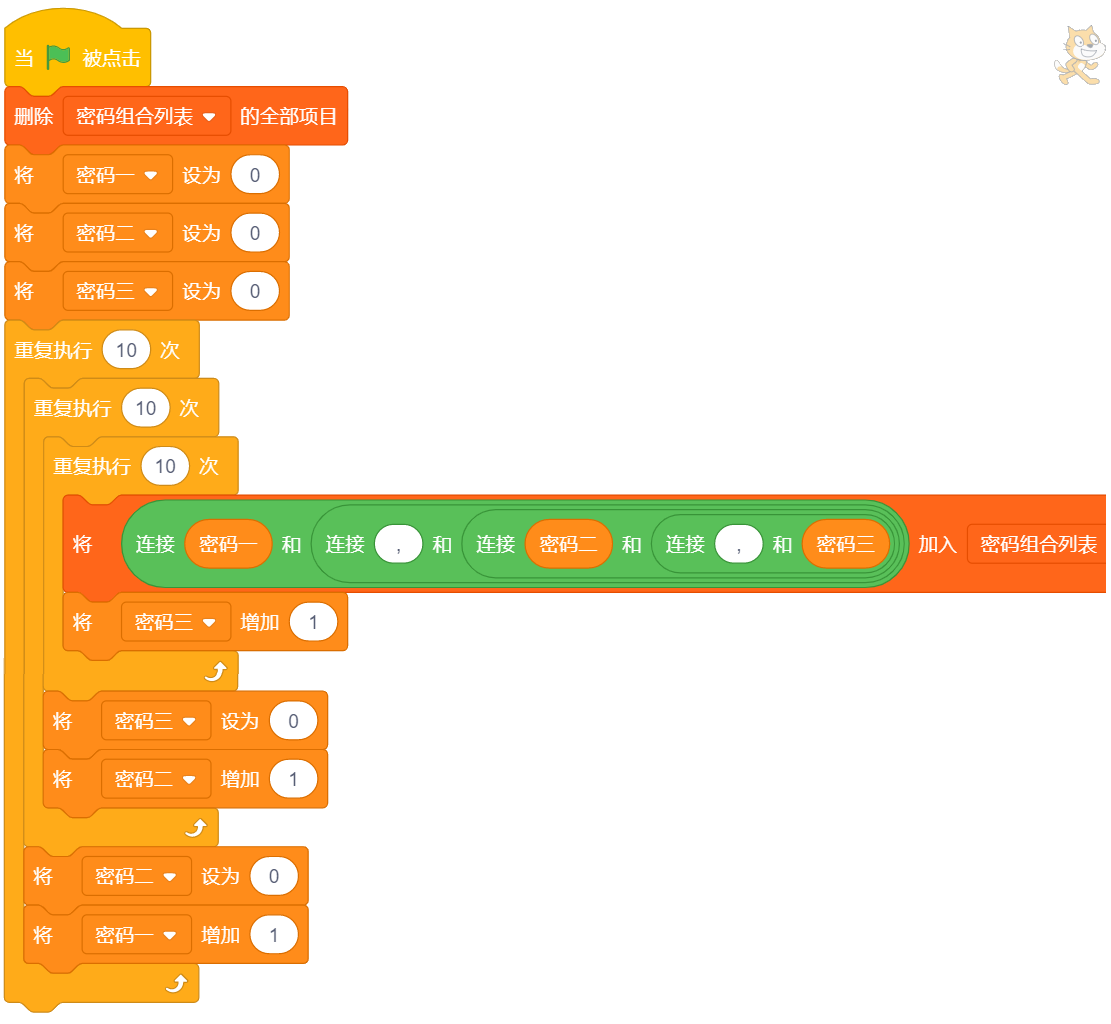 当 被点击
删除 密码组合列表 的全部项目
将 密码一 设为 0
将 密码二 设为 0
将 密码三 设为 0
重复执行 10 次
重复执行 10 次
重复执行 10 次
将 连接 密码一 和 连接 , 和 连接 密码二 和 连接 , 和 密码三 加入 密码组合列表
将 密码三 增加 1
将 密码三 设为 0
将 密码二 增加 1
将 密码二 设为 0
将 密码一 增加 1